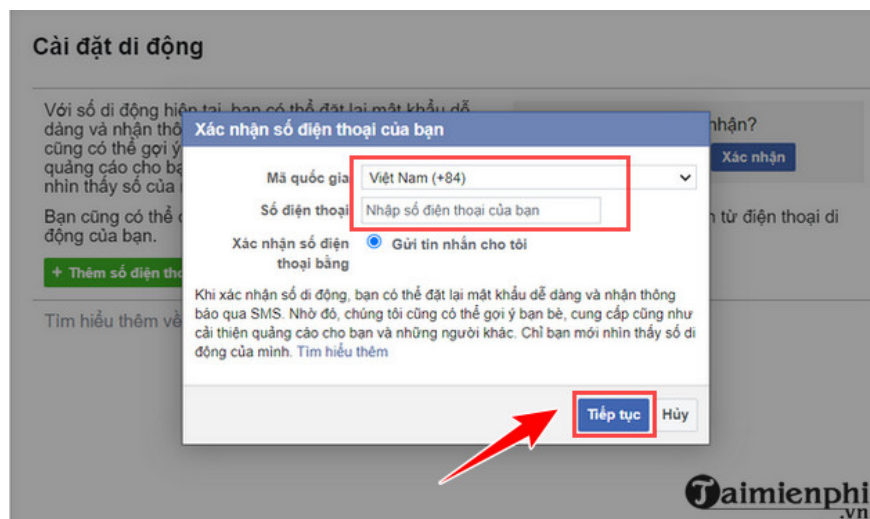 Cài đặt di động
Với số di động hiện tại, bạn có thể đặt lại mật khẩu dễ
dàng và nhận thô
cũng có thể gợi ý
quảng cáo cho bạ
nhìn thấy số của
nhận?
Xác nhận
Bạn cũng có thể
từ điện thoại di
động của bạn.
+ Thêm số điện tho
Tìm hiểu thêm về
Xác nhận số điện thoại của bạn
Mã quốc gia Việt Nam (+84)
Số điện thoại Nhập số điện thoại của bạn
Xác nhận số điện Gửi tin nhắn cho tôi
thoại bằng
Khi xác nhận số di động, bạn có thể đặt lại mật khẩu dễ dàng và nhận thông
báo qua SMS. Nhờ đó, chúng tôi cũng có thể gợi ý bạn bè, cung cấp cũng như
cải thiện quảng cáo cho bạn và những người khác. Chỉ bạn mới nhìn thấy số di
động của mình. Tìm hiểu thêm
Tiếp tục Hủy
Taimienphi
.vn